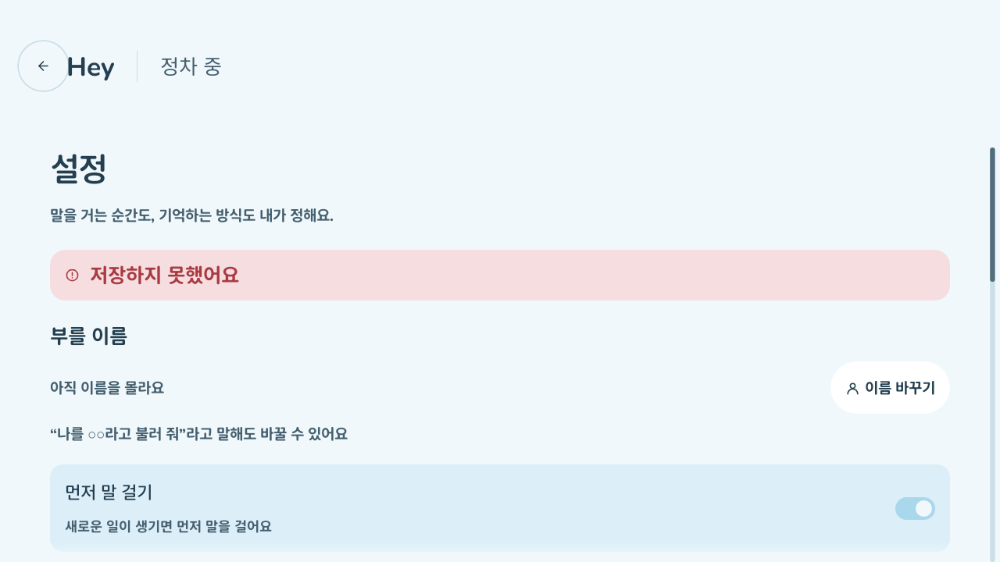 Hey
정차 중
설정
말을 거는 순간도, 기억하는 방식도 내가 정해요.
저장하지 못했어요
부를 이름
아직 이름을 몰라요
이름 바꾸기
“나를 ○○라고 불러 줘”라고 말해도 바꿀 수 있어요
먼저 말 걸기
새로운 일이 생기면 먼저 말을 걸어요